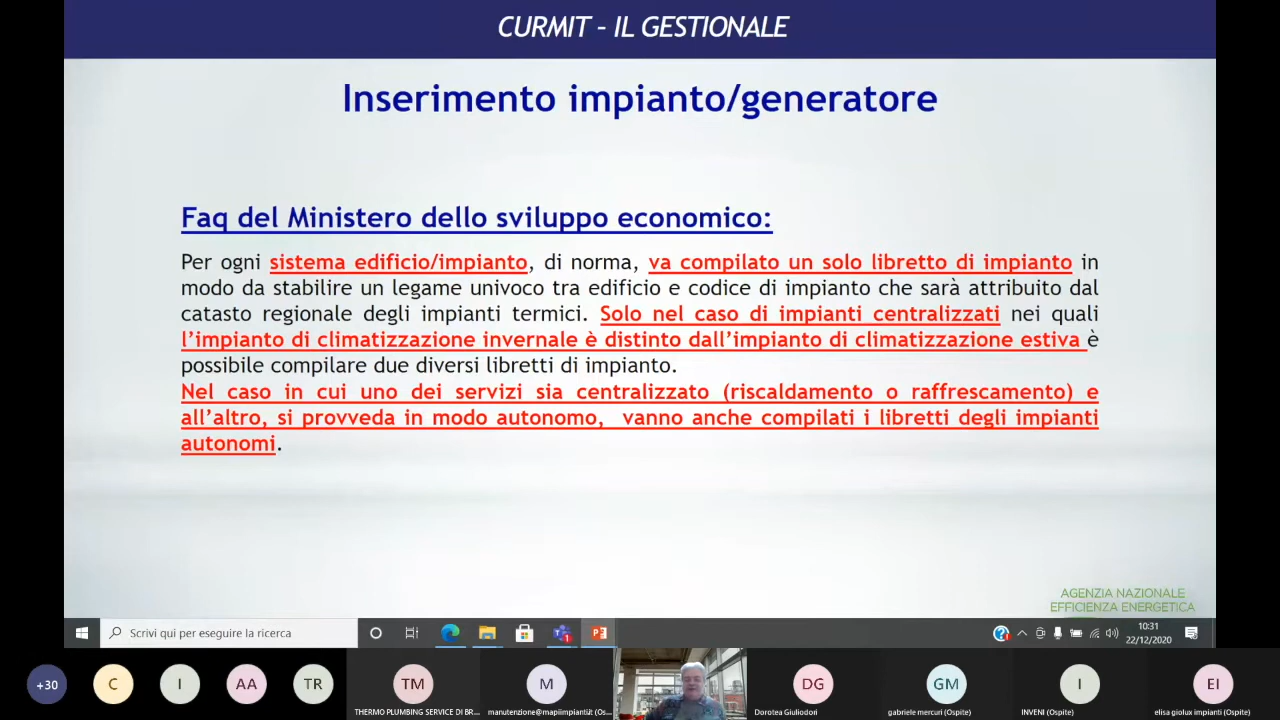 CURMIT – IL GESTIONALE
Inserimento impianto/generatore
Faq del Ministero dello sviluppo economico:
Per ogni sistema edificio/impianto, di norma, va compilato un solo libretto di impianto in
modo da stabilire un legame univoco tra edificio e codice di impianto che sarà attribuito dal
catasto regionale degli impianti termici. Solo nel caso di impianti centralizzati nei quali
l’impianto di climatizzazione invernale è distinto dall’impianto di climatizzazione estiva è
possibile compilare due diversi libretti di impianto.
Nel caso in cui uno dei servizi sia centralizzato (riscaldamento o raffrescamento) e
all’altro, si provveda in modo autonomo, vanno anche compilati i libretti degli impianti
autonomi.
AGENZIA NAZIONALE
EFFICIENZA ENERGETICA
Scrivi qui per eseguire la ricerca
10:31
22/12/2020
+30
C
I
AA
TR
TM
M
DG
GM
I
EI
THERMO PLUMBING SERVICE DI BR...
manutenzione@mapiimpianti.it (Os...
Dorotea Giuliodori
gabriele mercuri (Ospite)
INVENI (Ospite)
elisa giolux impianti (Ospite)